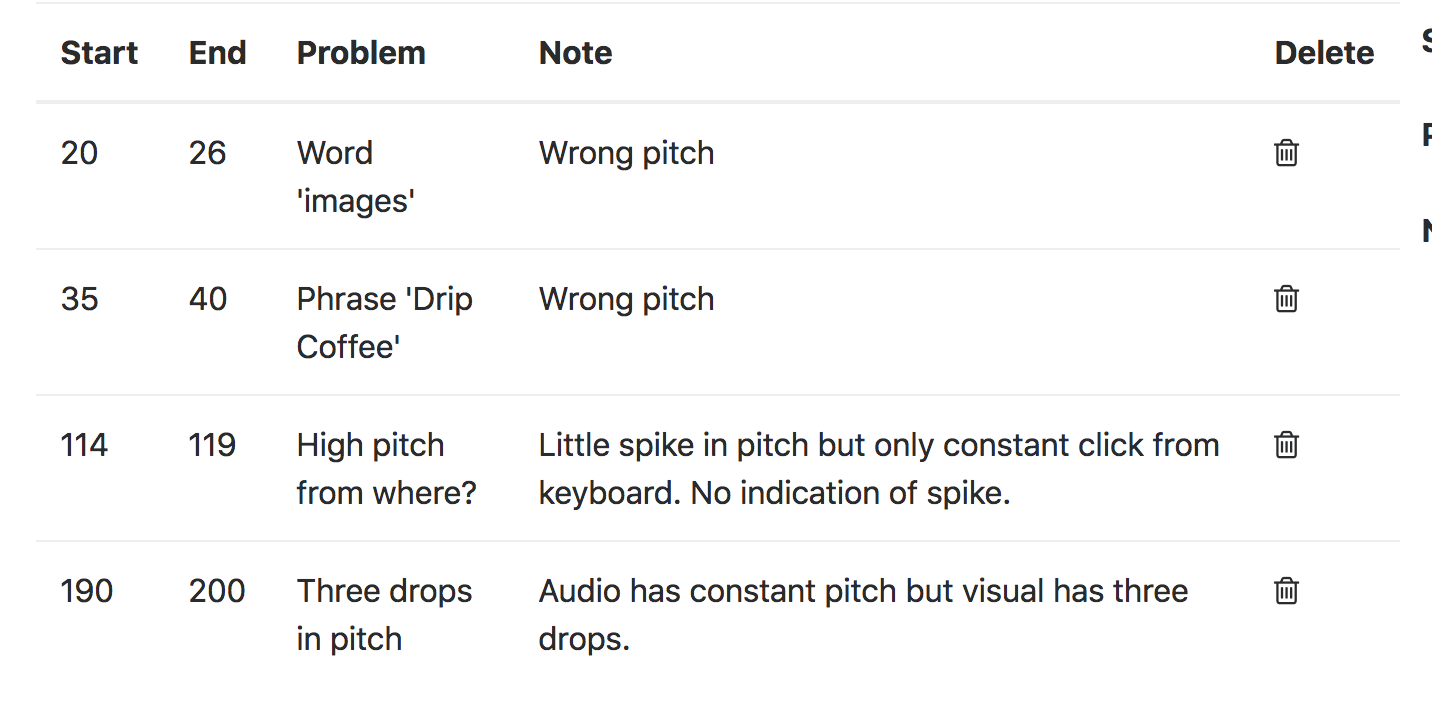 Start End Problem Note Delete
20 26 Word Wrong pitch
'images'
35 40 Phrase 'Drip Wrong pitch
Coffee'
114 119 High pitch Little spike in pitch but only constant click from
from where? keyboard. No indication of spike.
190 200 Three drops Audio has constant pitch but visual has three
in pitch drops.